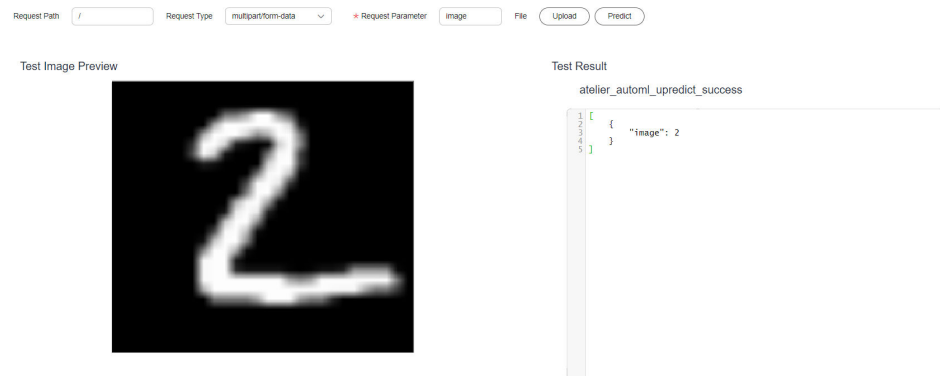 Request Path / Request Type multipart/form-data * Request Parameter image File Upload Predict
Test Image Preview
2
Test Result
atelier_automl_upredict_success
1 [
2 {
3 "image": 2
4 }
5 ]